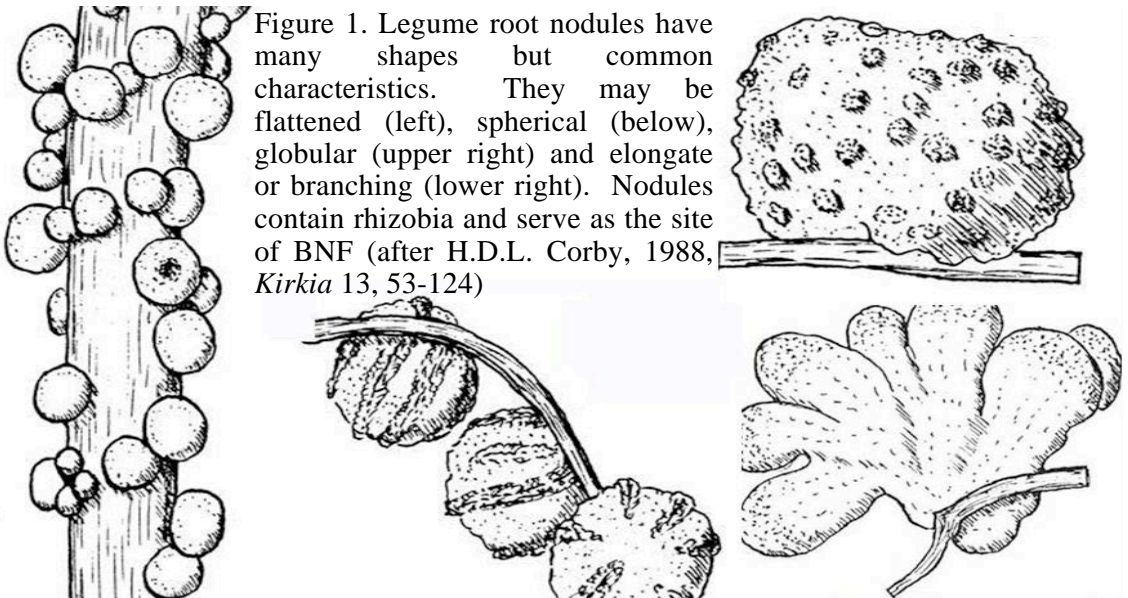 Figure 1. Legume root nodules have
many shapes but common
characteristics. They may be
flattened (left), spherical (below),
globular (upper right) and elongate
or branching (lower right). Nodules
contain rhizobia and serve as the site
of BNF (after H.D.L. Corby, 1988,
Kirkia 13, 53-124)